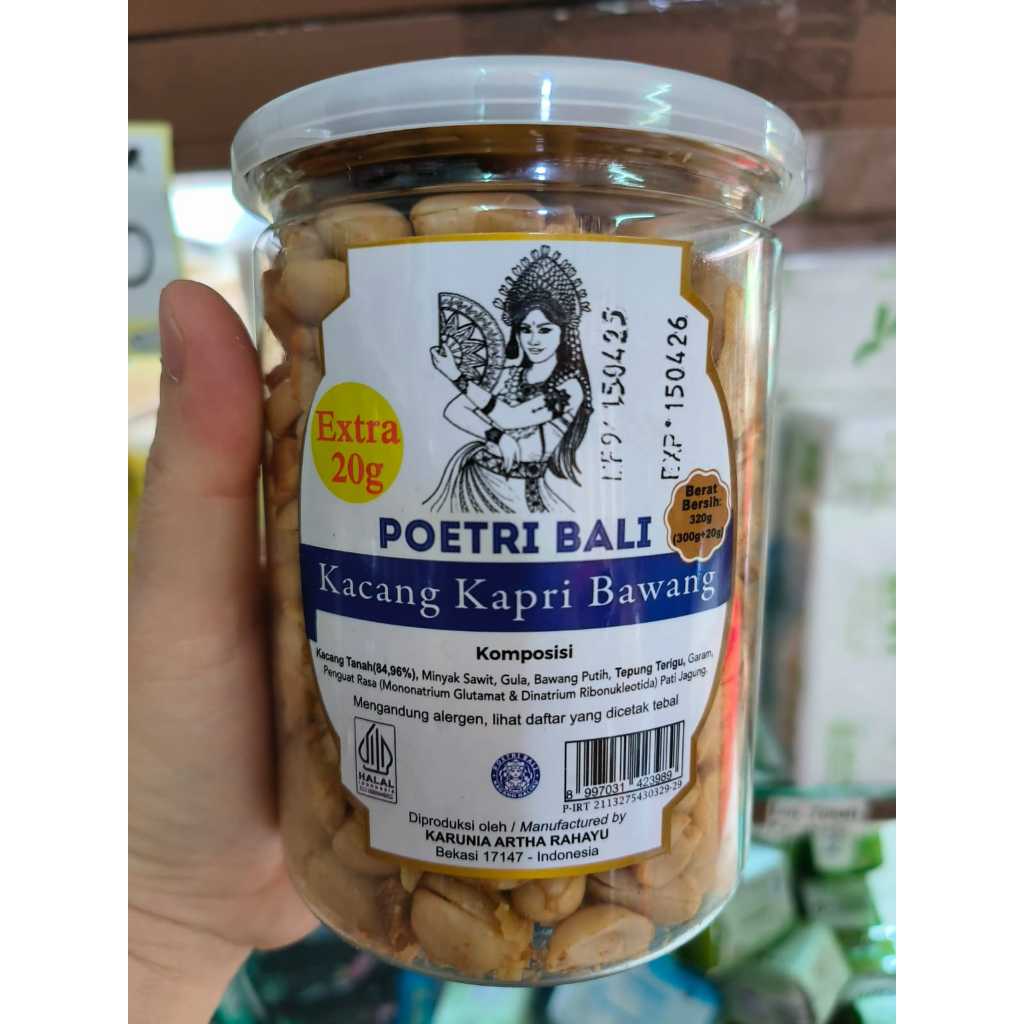 150425
EXP 150426
Extra
20g
Berat
Bersih:
320g
(300g+20g)
POETRI BALI
Kacang Kapri Bawang
Komposisi
Kacang Tanah(84,96%), Minyak Sawit, Gula, Bawang Putih, Tepung Terigu, Garam,
Penguat Rasa (Mononatrium Glutamat & Dinatrium Ribonukleotida) Pati Jagung.
Mengandung alergen, lihat daftar yang dicetak tebal
HALAL
INDONESIA
POETRI BALI
8 997031 423989
P-IRT 2113275430329-29
Diproduksi oleh / Manufactured by
KARUNIA ARTHA RAHAYU
Bekasi 17147 - Indonesia